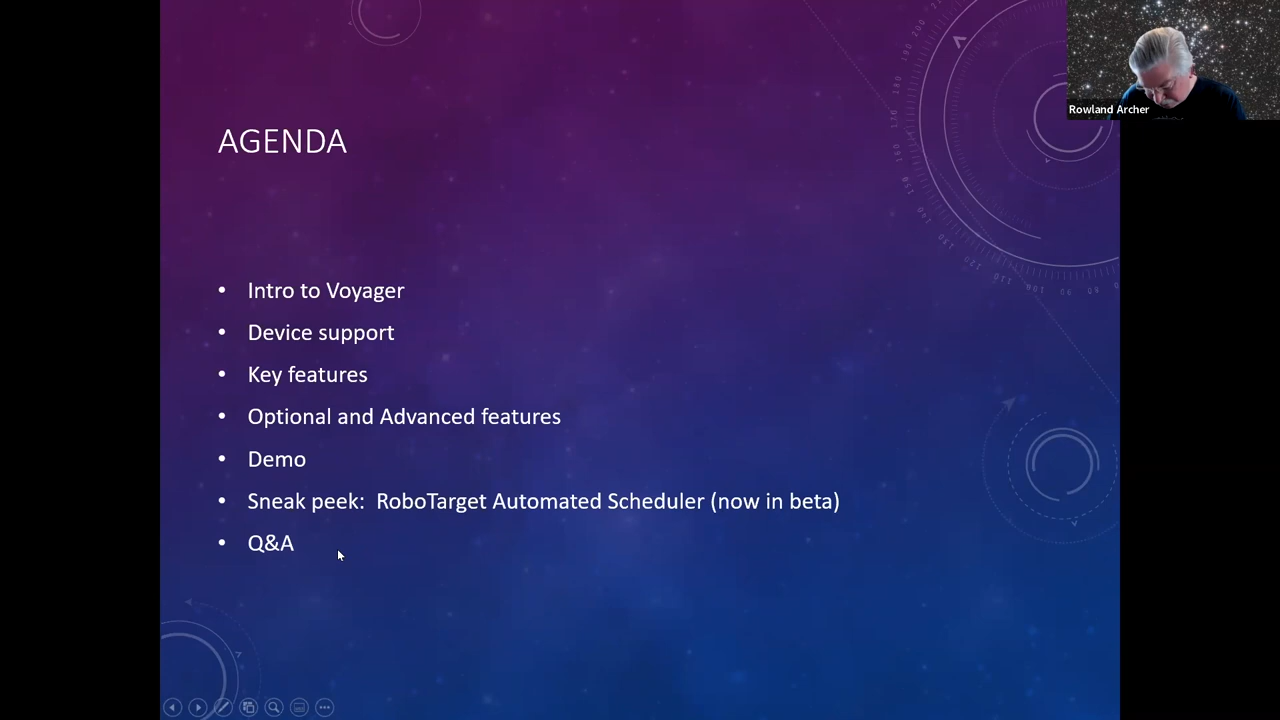 AGENDA
Rowland Archer
• Intro to Voyager
• Device support
• Key features
• Optional and Advanced features
• Demo
• Sneak peek:  RoboTarget Automated Scheduler (now in beta)
• Q&A